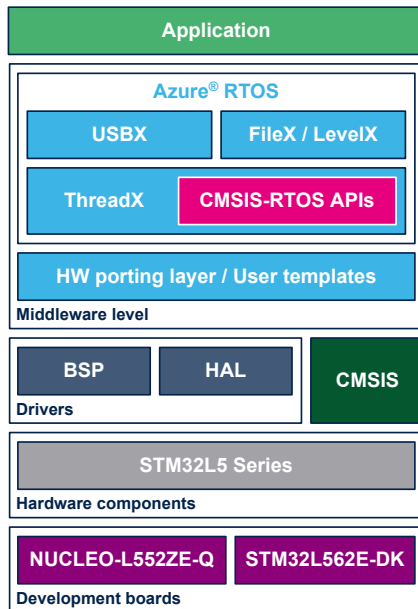 Application
Azure® RTOS
USBX
FileX / LevelX
ThreadX
CMSIS-RTOS APIs
HW porting layer / User templates
Middleware level
BSP
HAL
CMSIS
Drivers
STM32L5 Series
Hardware components
NUCLEO-L552ZE-Q
STM32L562E-DK
Development boards